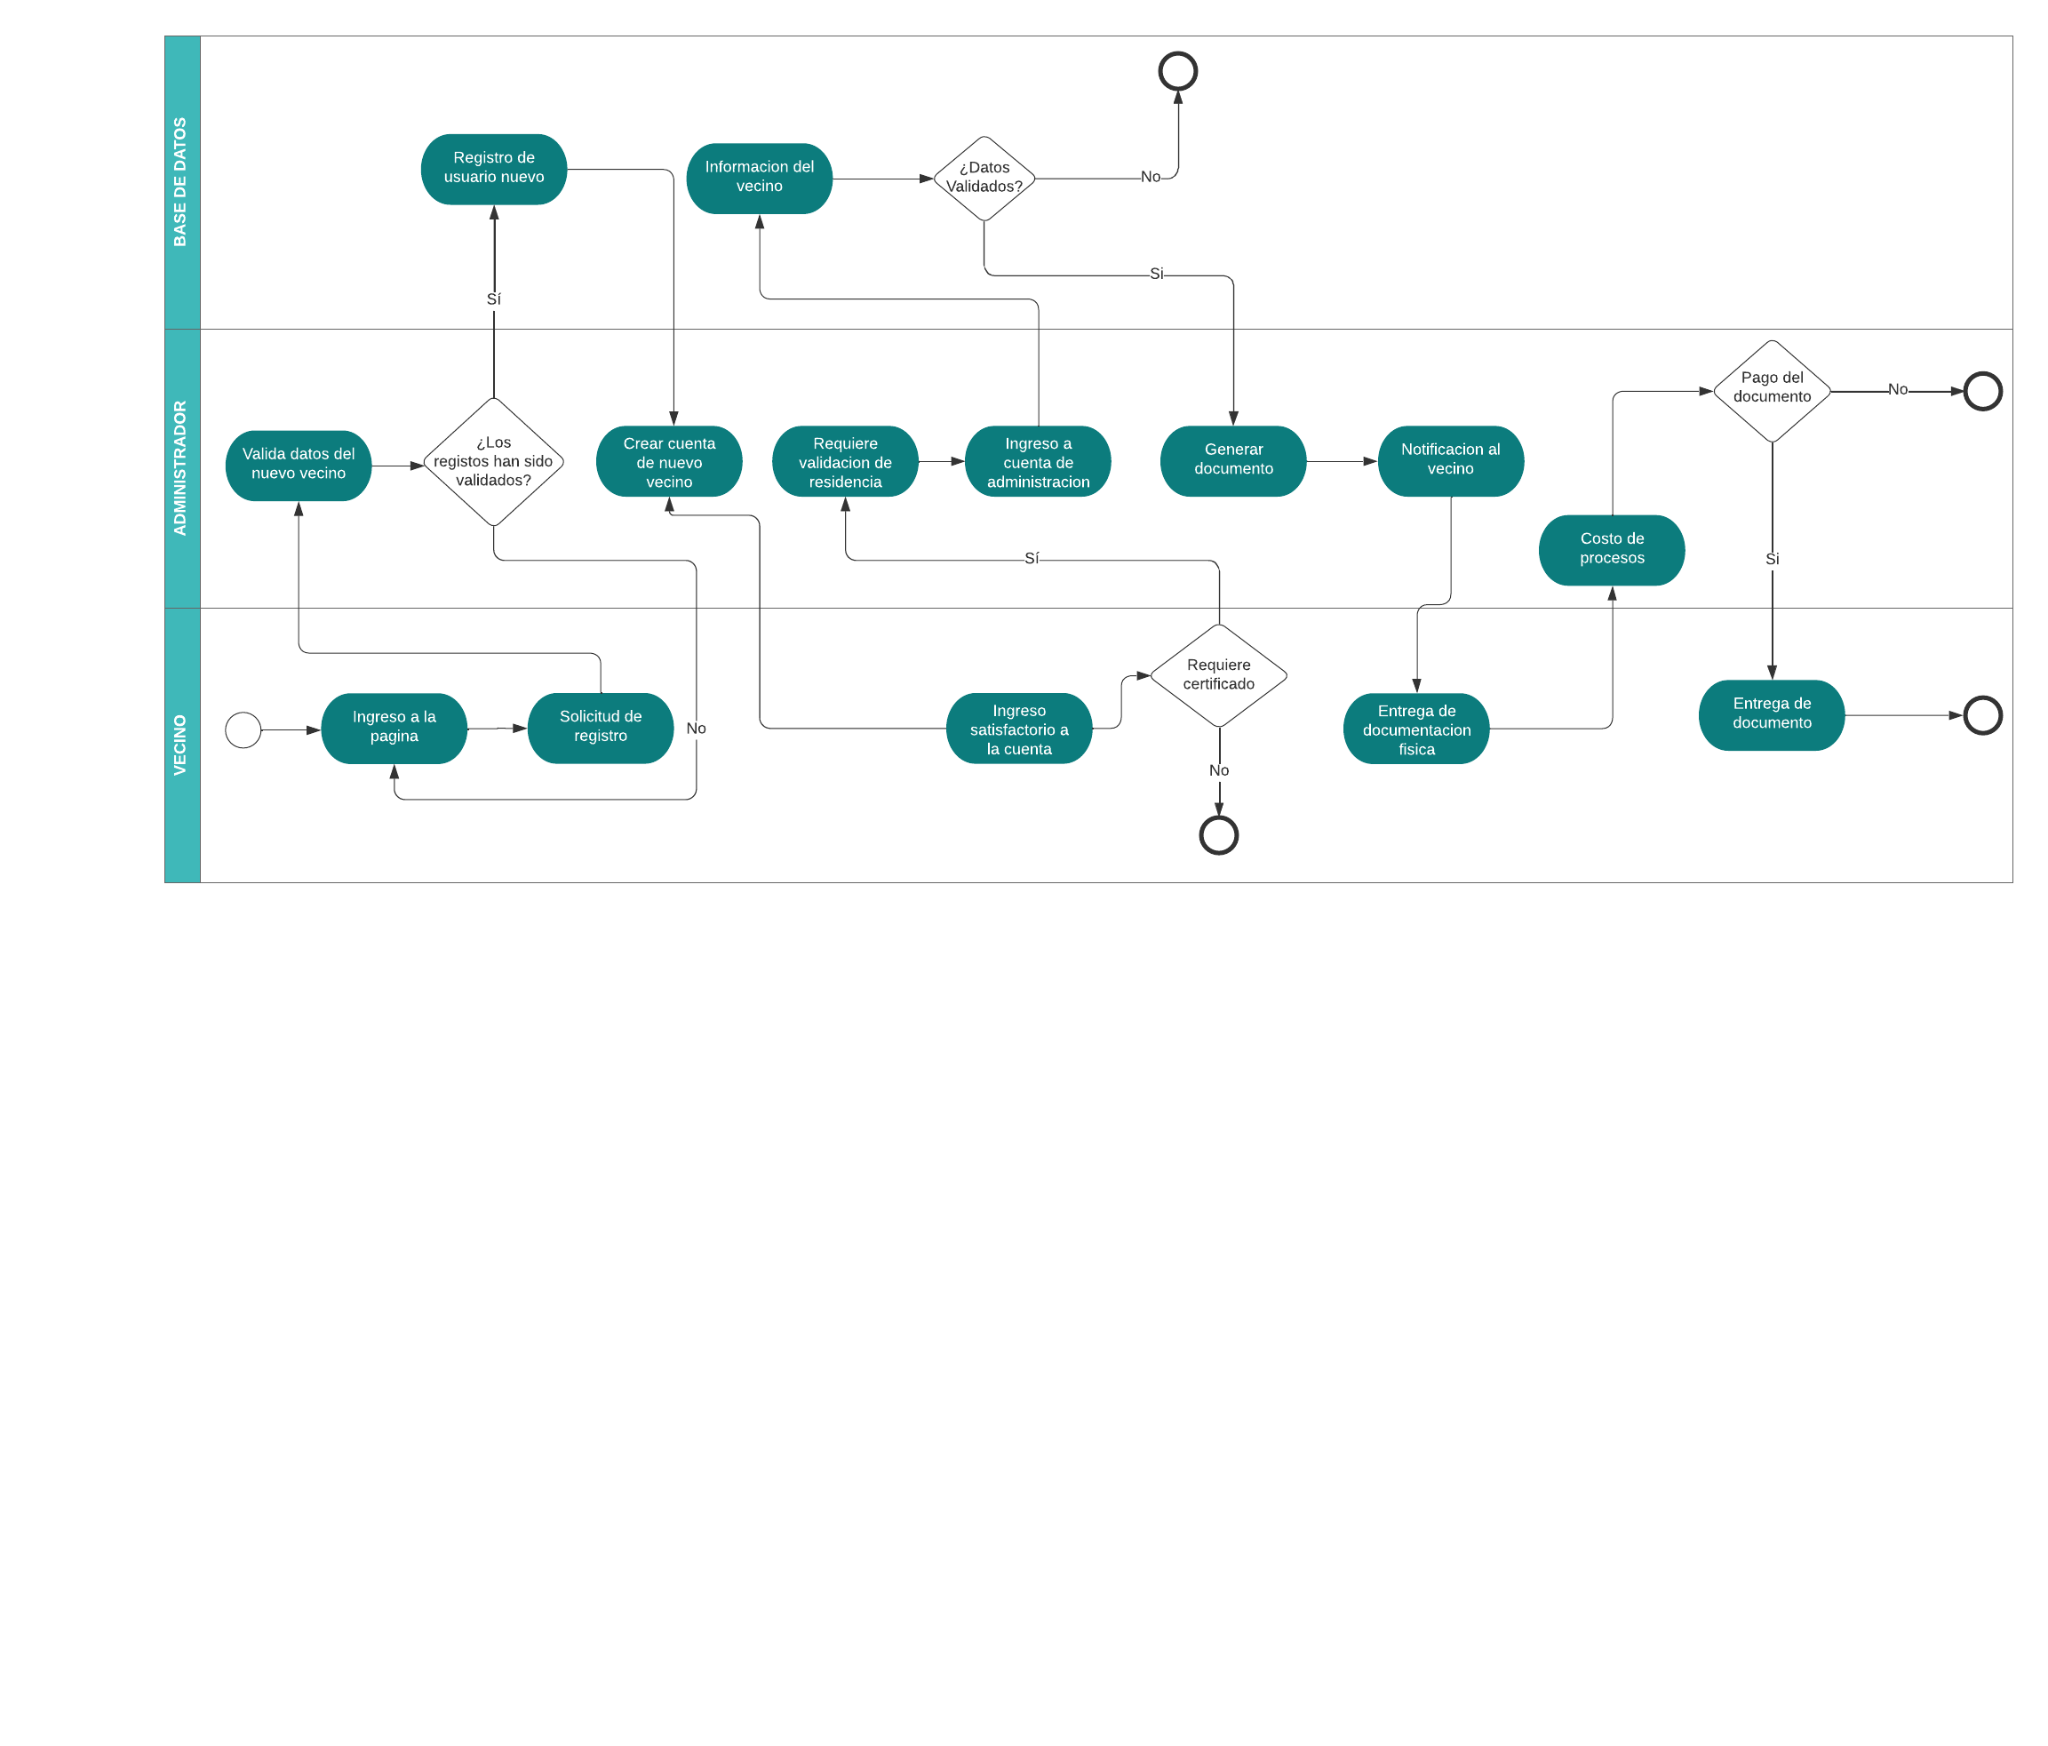 BASE DE DATOS
Registro de
usuario nuevo
Informacion del
vecino
¿Datos
Validados?
No
Si
Sí
ADMINISTRADOR
Valida datos del
nuevo vecino
¿Los
registos han sido
validados?
Crear cuenta
de nuevo
vecino
Requiere
validacion de
residencia
Ingreso a
cuenta de
administracion
Generar
documento
Notificacion al
vecino
Costo de
procesos
Pago del
documento
No
Si
Sí
VECINO
Ingreso a la
pagina
Solicitud de
registro
No
Ingreso
satisfactorio a
la cuenta
Requiere
certificado
No
Entrega de
documentacion
fisica
Entrega de
documento